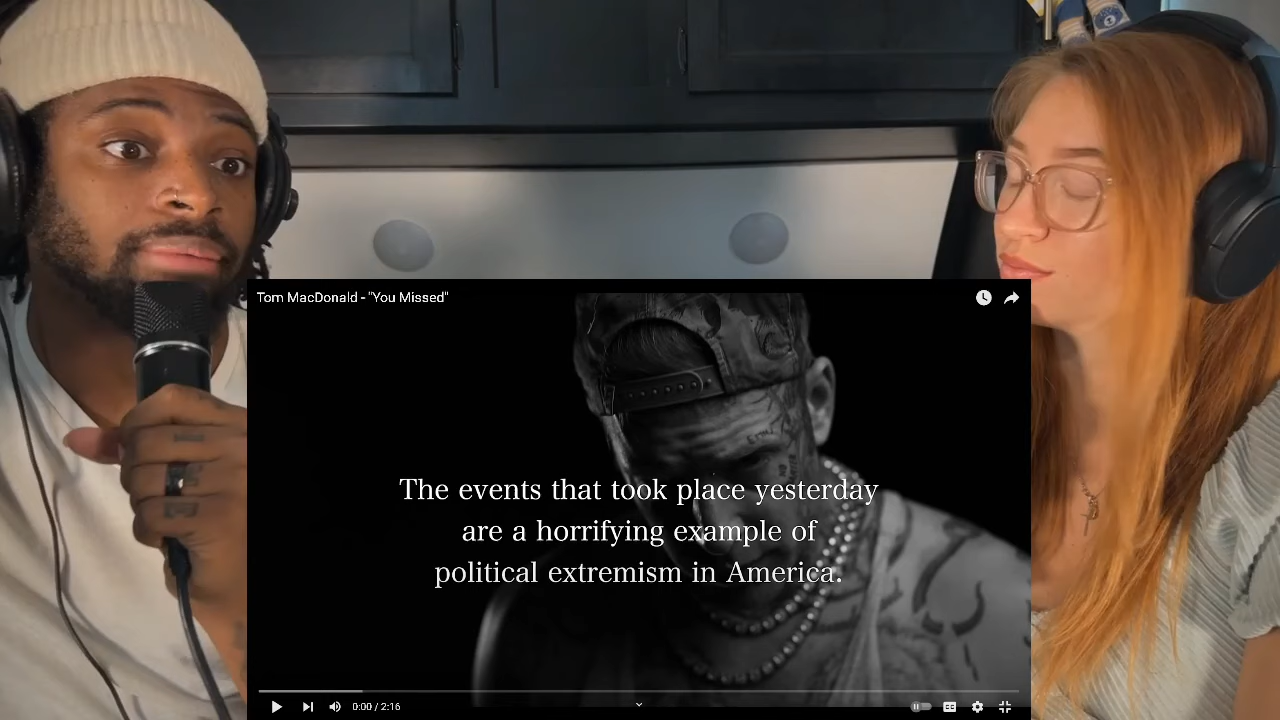 Tom MacDonald - "You Missed"
The events that took place yesterday
are a horrifying example of
political extremism in America.
0:00 / 2:16
CC